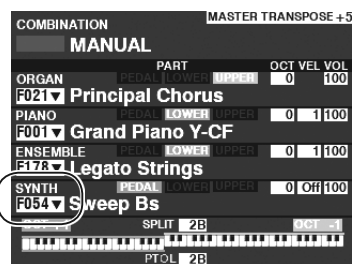 COMBINATION MASTER TRANSPOSE +5
MANUAL
PART OCT VEL VOL
ORGAN PEDAL LOWER UPPER 0 100
F021▼ Principal Chorus
PIANO PEDAL LOWER UPPER 0 1 100
F001▼ Grand Piano Y-CF
ENSEMBLE PEDAL LOWER UPPER 0 1 100
F178▼ Legato Strings
SYNTH PEDAL LOWER UPPER 0 Off 100
F054▼ Sweep Bs
SPLIT 2B OCT -1
PTOL 2B